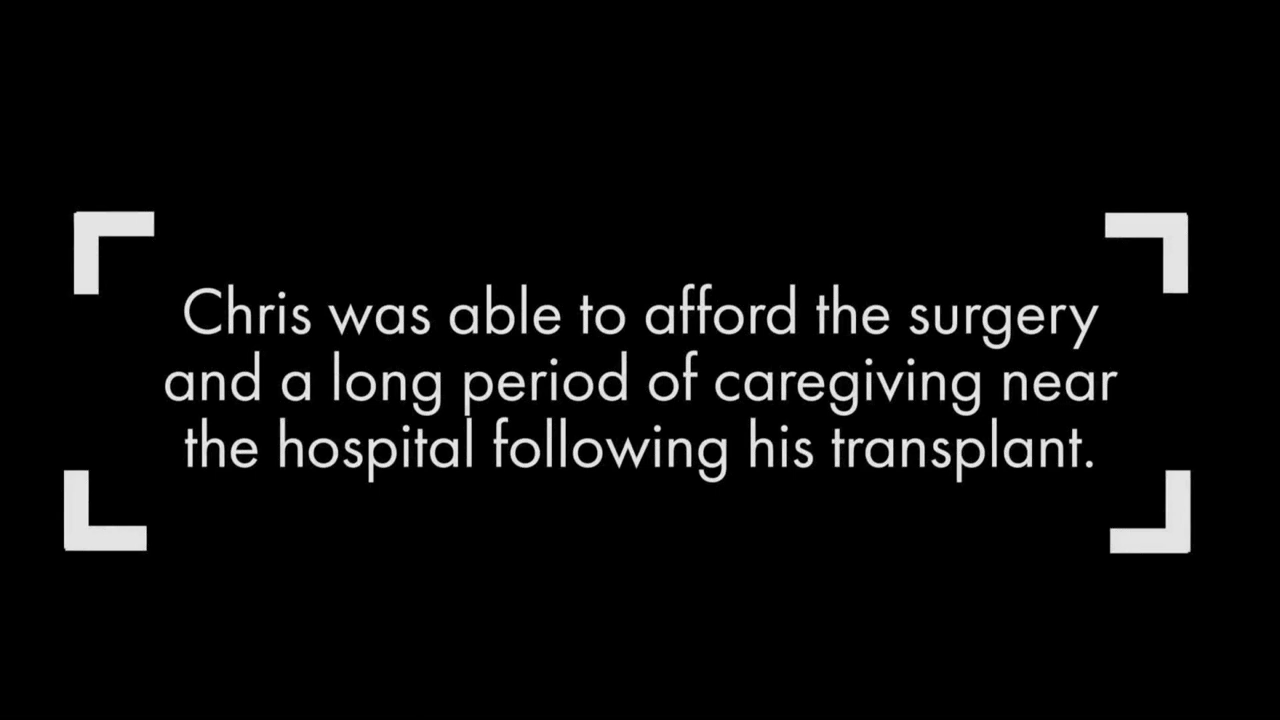 Chris was able to afford the surgery
and a long period of caregiving near
the hospital following his transplant.